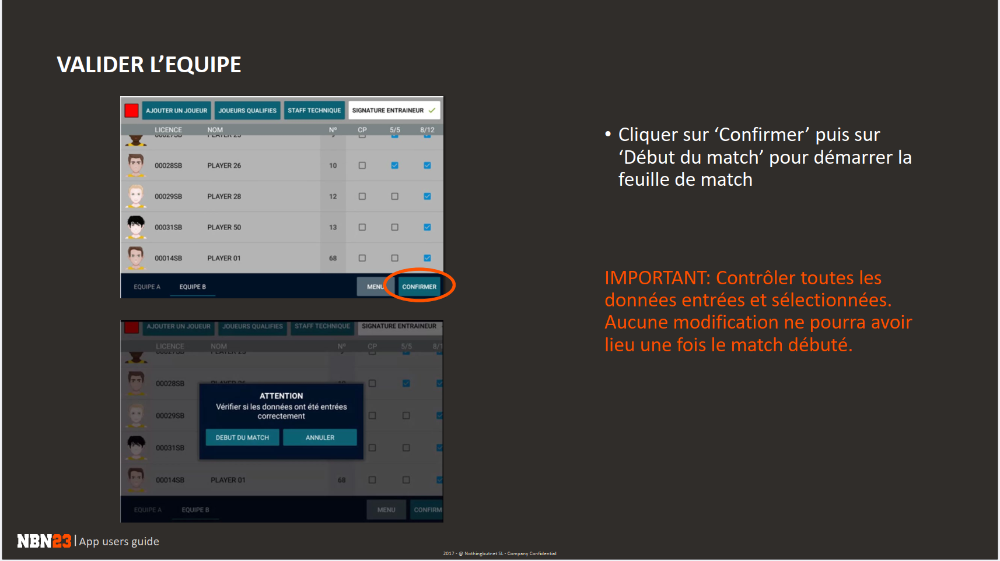 VALIDER L’EQUIPE
AJOUTER UN JOUEUR JOUEURS QUALIFIES STAFF TECHNIQUE SIGNATURE ENTRAINEUR
LICENCE NOM Nº CP 5/5 8/12
00028SB PLAYER 26 10
00029SB PLAYER 28 12
00031SB PLAYER 50 13
00014SB PLAYER 01 68
EQUIPE A EQUIPE B MENU CONFIRMER
• Cliquer sur ‘Confirmer’ puis sur
‘Début du match’ pour démarrer la
feuille de match
IMPORTANT: Contrôler toutes les
données entrées et sélectionnées.
Aucune modification ne pourra avoir
lieu une fois le match débuté.
AJOUTER UN JOUEUR JOUEURS QUALIFIES STAFF TECHNIQUE SIGNATURE ENTRAINEUR
LICENCE NOM Nº CP 5/5 8/1
00028SB
ATTENTION
Vérifier si les données ont été entrées
correctement
00029SB
DEBUT DU MATCH ANNULER
00031SB
00014SB PLAYER 01 68
EQUIPE A EQUIPE B MENU CONFIRM
NBN23 | App users guide
2017 - @ Nothingbutnet SL - Company Confidential